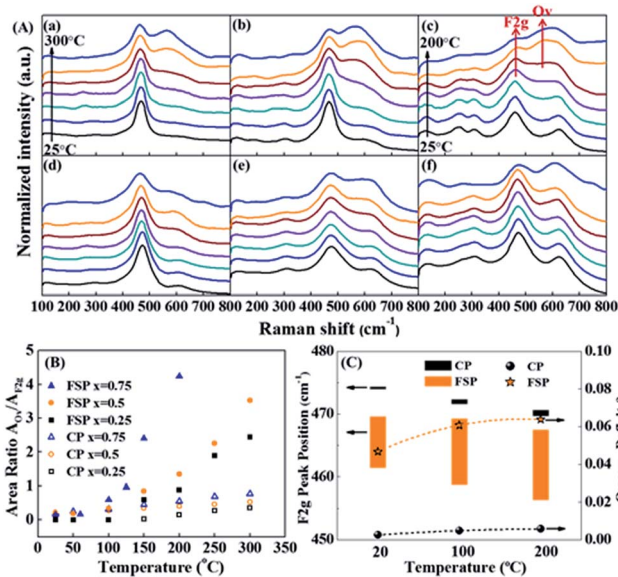 (A)
(a)
(b)
(c)
F2g
Ov
300°C
25°C
200°C
25°C
(d)
(e)
(f)
Normalized intensity (a.u.)
100 200 300 400 500 600 700
100 200 300 400 500 600 700
100 200 300 400 500 600 700 800
Raman shift (cm-1)
(B)
FSP x=0.75
FSP x=0.5
FSP x=0.25
CP x=0.75
CP x=0.5
CP x=0.25
Area Ratio AOv/AF2g
5
4
3
2
1
0
0 50 100 150 200 250 300 350
Temperature (°C)
(C)
CP
FSP
CP
FSP
F2g Peak Position (cm-1)
480
470
460
450
0.10
0.08
0.06
0.04
0.02
0.00
20 100 200
Temperature (°C)